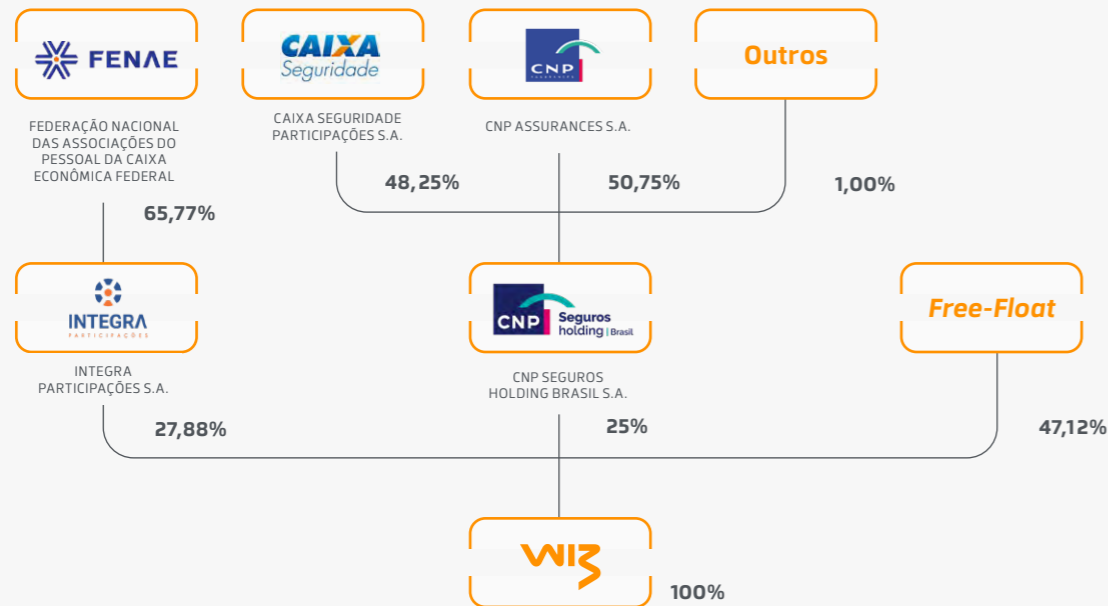 FENAE
CAIXA
Seguridade
CNP
Outros
FEDERAÇÃO NACIONAL
DAS ASSOCIAÇÕES DO
PESSOAL DA CAIXA
ECONÔMICA FEDERAL
CAIXA SEGURIDADE
PARTICIPAÇÕES S.A.
CNP ASSURANCES S.A.
65,77%
48,25%
50,75%
1,00%
INTEGRA
PARTICIPAÇÕES
CNP
Seguros
holding | Brasil
Free-Float
INTEGRA
PARTICIPAÇÕES S.A.
CNP SEGUROS
HOLDING BRASIL S.A.
27,88%
25%
47,12%
WIZ
100%